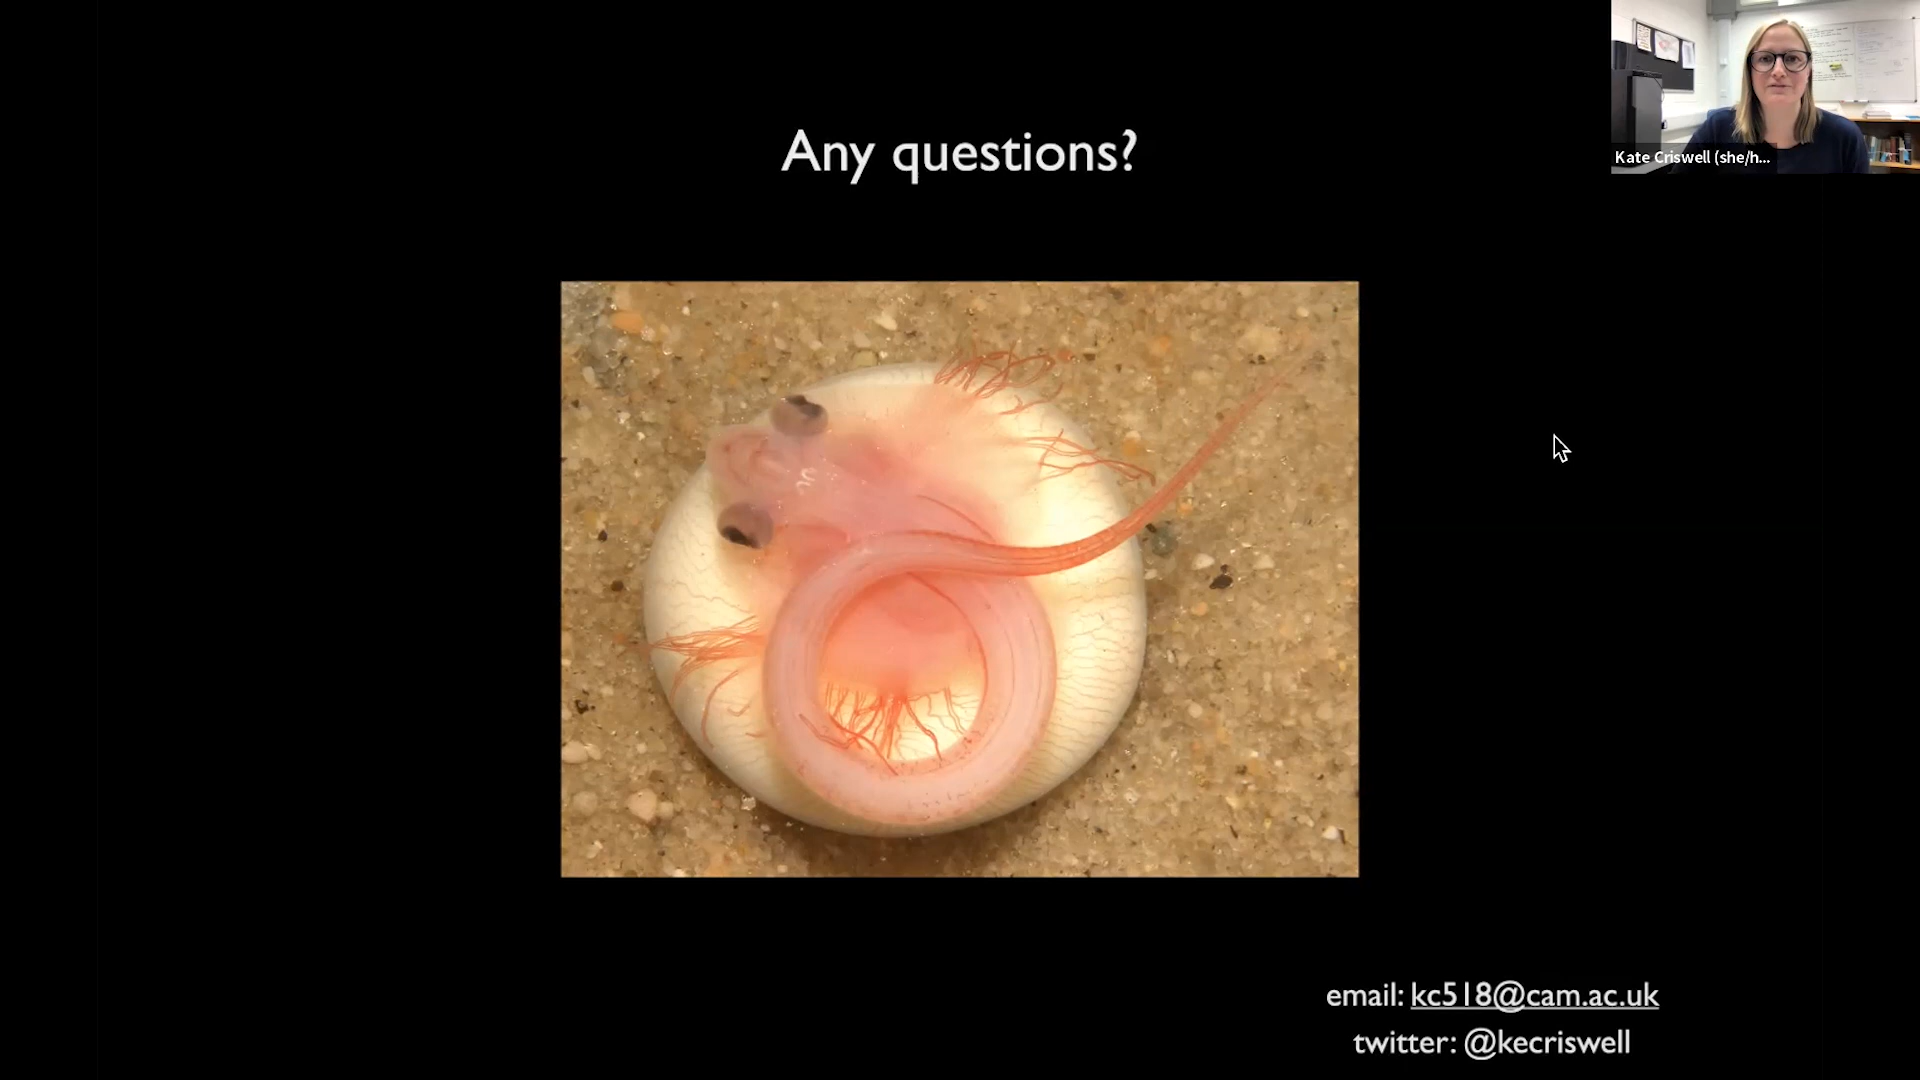 Any questions?
Kate Criswell (she/h...
email: kc518@cam.ac.uk
twitter: @kecriswell